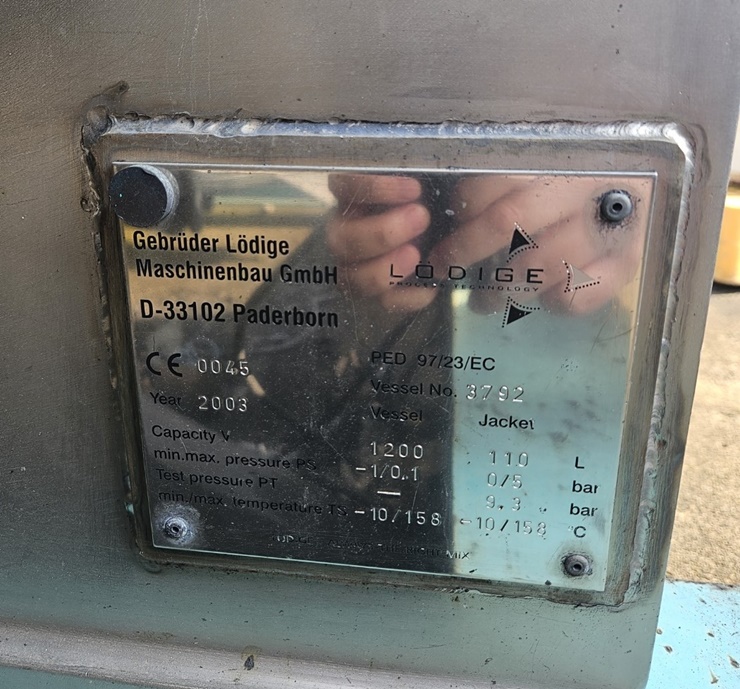 Gebrüder Lödige
Maschinenbau GmbH
D-33102 Paderborn
LÖDIGE
PROCESS TECHNOLOGY
CE 0045
PED 97/23/EC
Year 2003
Vessel No. 3792
Vessel Jacket
Capacity V 1200 110 L
min.max. pressure PS -1/0.1 0/5 bar
Test pressure PT — 9.3 bar
min./max. temperature TS -10/158 -10/158 °C